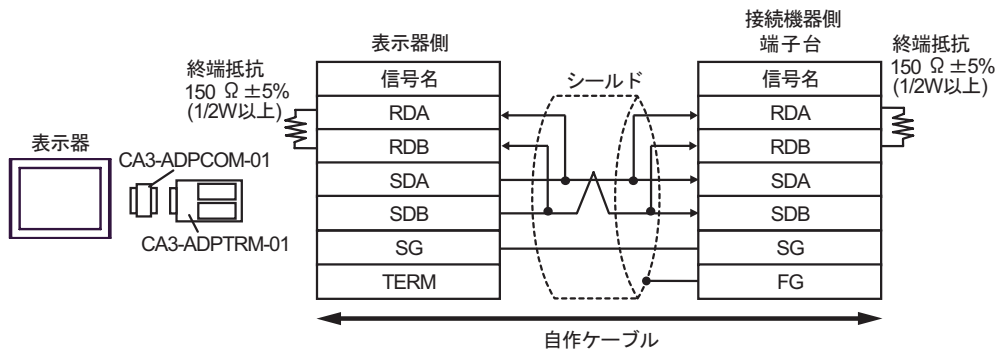 表示器
CA3-ADPCOM-01
CA3-ADPTRM-01
終端抵抗
150 Ω ±5%
(1/2W以上)
表示器側
信号名
RDA
RDB
SDA
SDB
SG
TERM
シールド
接続機器側
端子台
信号名
RDA
RDB
SDA
SDB
SG
FG
終端抵抗
150 Ω ±5%
(1/2W以上)
自作ケーブル